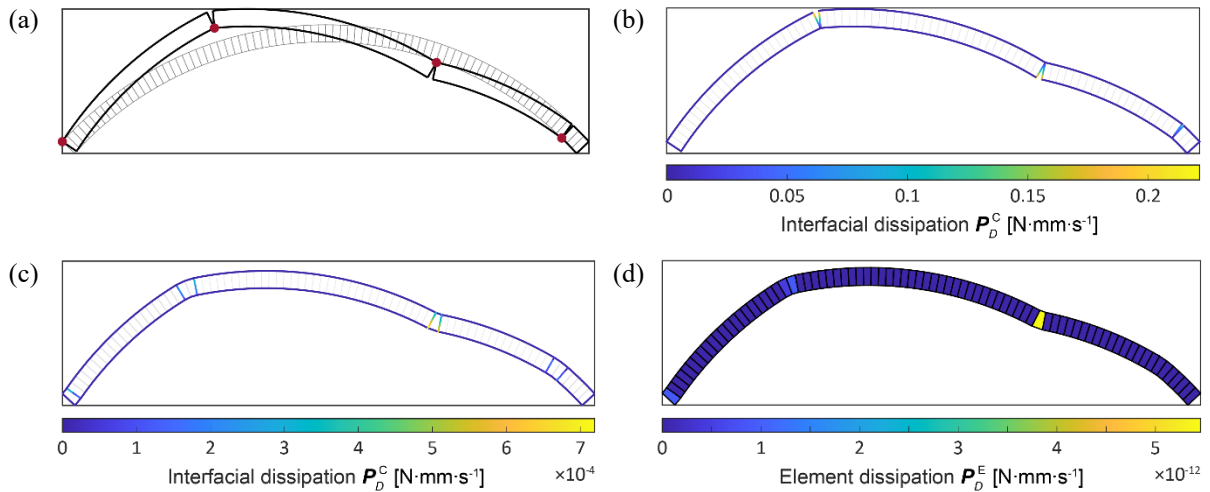 (a)
(b)
0 0.05 0.1 0.15 0.2
Interfacial dissipation P_D^C [N·mm·s⁻¹]
(c)
0 1 2 3 4 5 6 7
Interfacial dissipation P_D^C [N·mm·s⁻¹] ×10⁻⁴
(d)
0 1 2 3 4 5
Element dissipation P_D^E [N·mm·s⁻¹] ×10⁻¹²